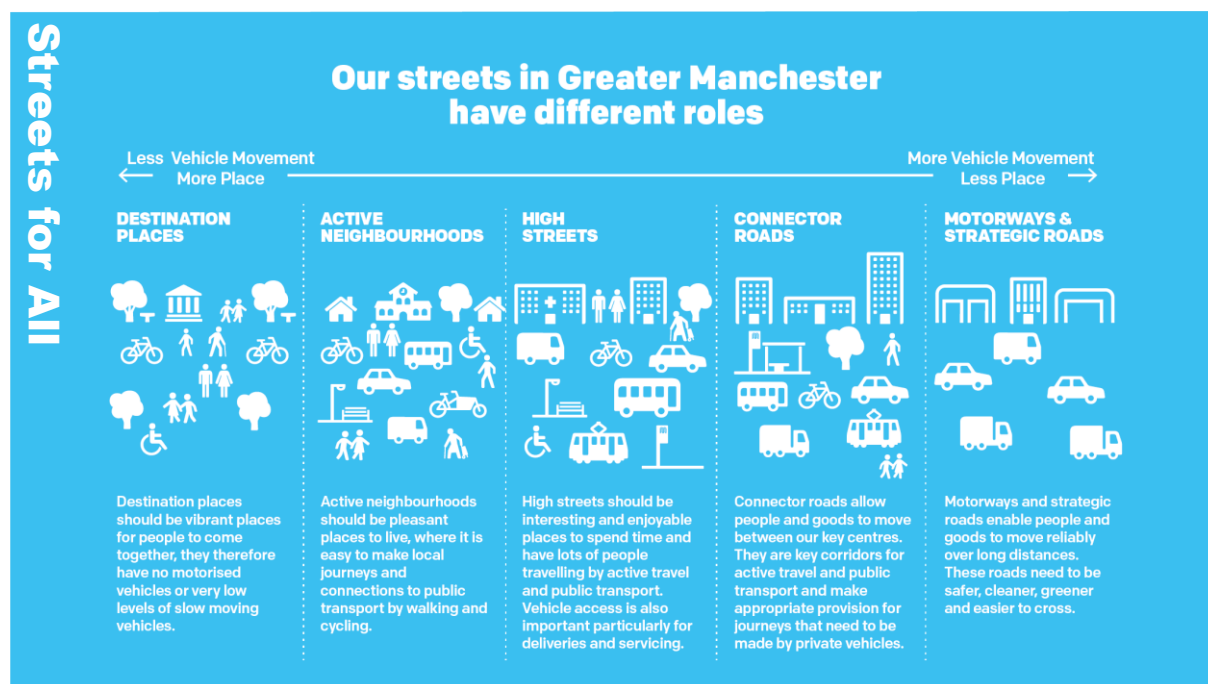 Streets for All
Our streets in Greater Manchester
have different roles
Less Vehicle Movement
More Place
More Vehicle Movement
Less Place
DESTINATION
PLACES
Destination places
should be vibrant places
for people to come
together, they therefore
have no motorised
vehicles or very low
levels of slow moving
vehicles.
ACTIVE
NEIGHBOURHOODS
Active neighbourhoods
should be pleasant
places to live, where it is
easy to make local
journeys and
connections to public
transport by walking and
cycling.
HIGH
STREETS
High streets should be
interesting and enjoyable
places to spend time and
have lots of people
travelling by active travel
and public transport.
Vehicle access is also
important particularly for
deliveries and servicing.
CONNECTOR
ROADS
Connector roads allow
people and goods to move
between our key centres.
They are key corridors for
active travel and public
transport and make
appropriate provision for
journeys that need to be
made by private vehicles.
MOTORWAYS &
STRATEGIC ROADS
Motorways and strategic
roads enable people and
goods to move reliably
over long distances.
These roads need to be
safer, cleaner, greener
and easier to cross.